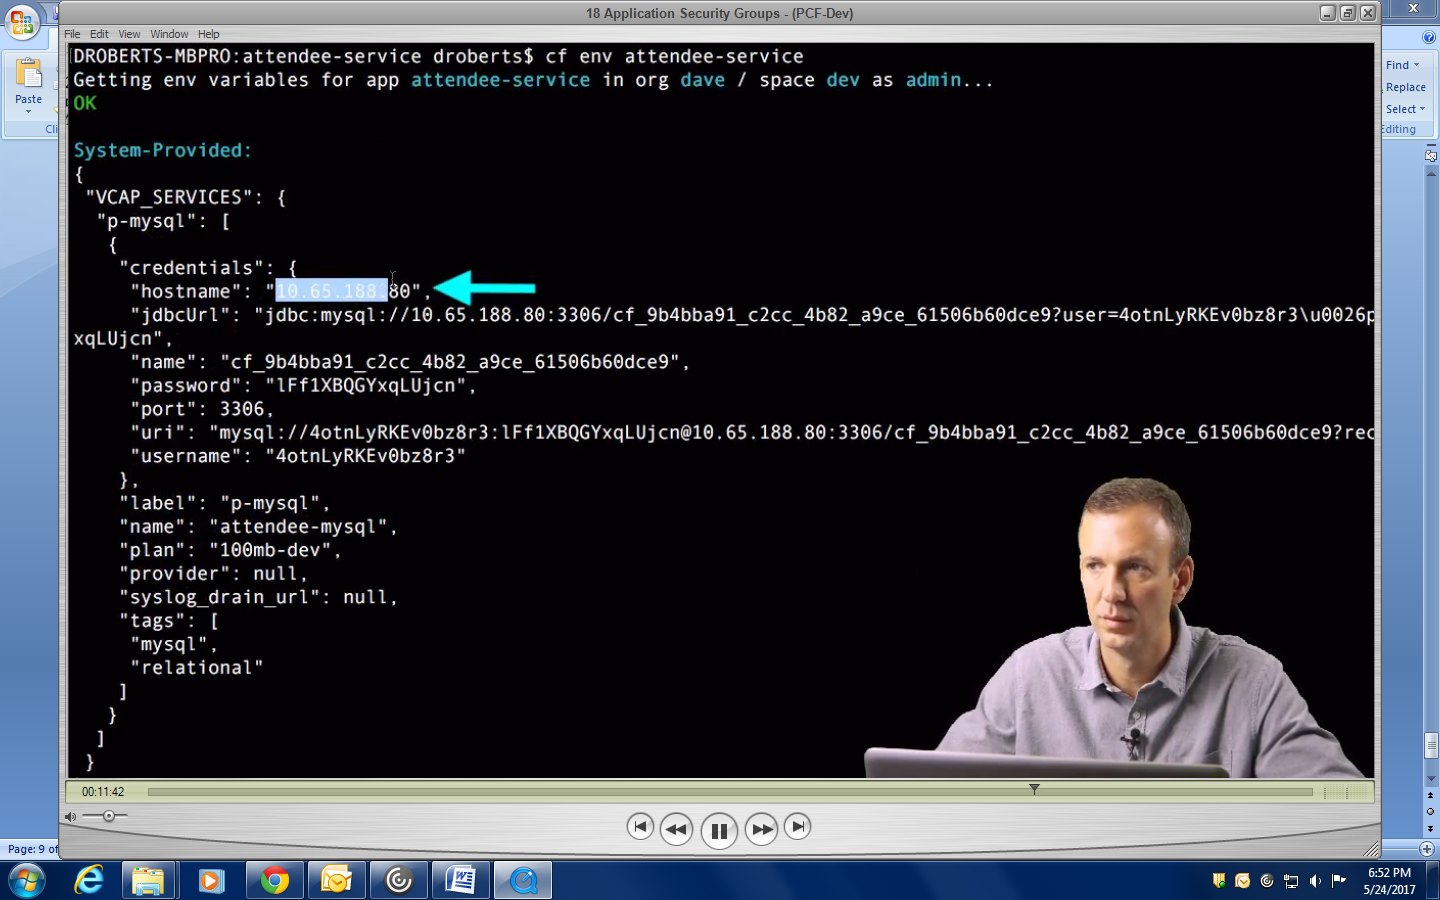 18 Application Security Groups - (PCF-Dev)
File Edit View Window Help
DROBERTS-MBPRO:attendee-service droberts$ cf env attendee-service
Getting env variables for app attendee-service in org dave / space dev as admin...
OK
System-Provided:
{
"VCAP_SERVICES": {
"p-mysql": [
{
"credentials": {
"hostname": "10.65.188.80",
"jdbcUrl": "jdbc:mysql://10.65.188.80:3306/cf_9b4bba91_c2cc_4b82_a9ce_61506b60dce9?user=4otnLyRKEv0bz8r3\u0026p
xqLUjcn",
"name": "cf_9b4bba91_c2cc_4b82_a9ce_61506b60dce9",
"password": "lFf1XBQGYxqLUjcn",
"port": 3306,
"uri": "mysql://4otnLyRKEv0bz8r3:lFf1XBQGYxqLUjcn@10.65.188.80:3306/cf_9b4bba91_c2cc_4b82_a9ce_61506b60dce9?rec
"username": "4otnLyRKEv0bz8r3"
},
"label": "p-mysql",
"name": "attendee-mysql",
"plan": "100mb-dev",
"provider": null,
"syslog_drain_url": null,
"tags": [
"mysql",
"relational"
]
}
]
}
00:11:42
Paste
Find
Replace
Select
Editing
Page: 9 of
6:52 PM
5/24/2017